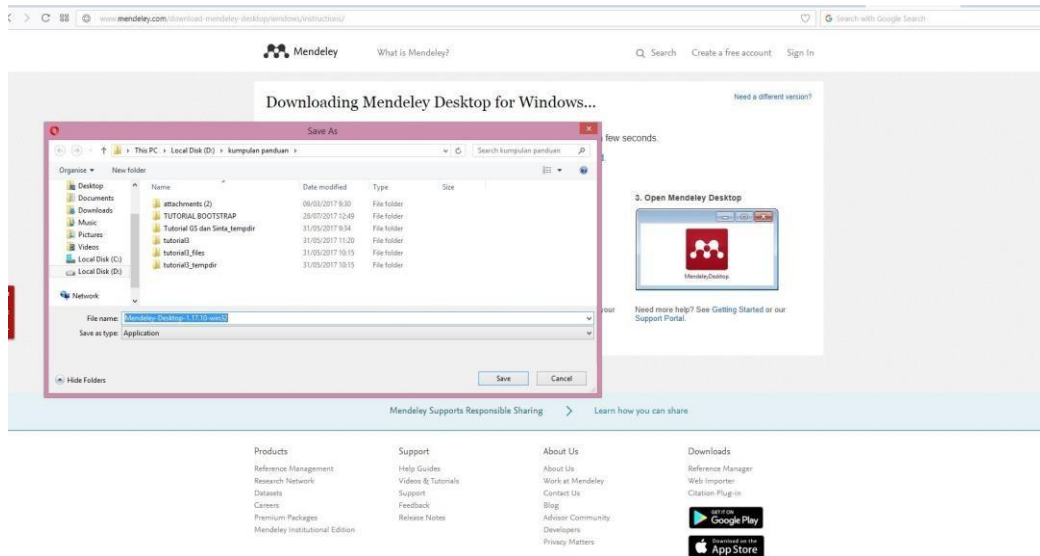 www.mendeley.com/download-mendeley-desktop/windows/instructions/
Search with Google Search
Mendeley
What is Mendeley?
Search
Create a free account
Sign In
Downloading Mendeley Desktop for Windows...
Need a different version?
few seconds.
Save As
This PC
Local Disk (D:)
kumpulan panduan
Search kumpulan panduan
Organise
New folder
Desktop
Documents
Downloads
Music
Pictures
Videos
Local Disk (C:)
Local Disk (D:)
Network
Name Date modified Type Size
attachments (2) 09/03/2017 9:30 File folder
TUTORIAL BOOTSTRAP 28/07/2017 12:49 File folder
Tutorial GS dan Sinta_tempdir 31/05/2017 9:34 File folder
tutorial3 31/05/2017 11:20 File folder
tutorial3_files 31/05/2017 10:15 File folder
tutorial3_tempdir 31/05/2017 10:15 File folder
File name: Mendeley-Desktop-1.17.10-win32
Save as type: Application
Hide Folders
Save
Cancel
3. Open Mendeley Desktop
MendeleyDesktop
your
Need more help? See Getting Started or our
Support Portal.
Mendeley Supports Responsible Sharing
Learn how you can share
Products
Reference Management
Research Network
Datasets
Careers
Premium Packages
Mendeley Institutional Edition
Support
Help Guides
Videos & Tutorials
Support
Feedback
Release Notes
About Us
About Us
Work at Mendeley
Contact Us
Blog
Advisor Community
Developers
Privacy Matters
Downloads
Reference Manager
Web Importer
Citation Plug-in
GET IT ON
Google Play
Download on the
App Store